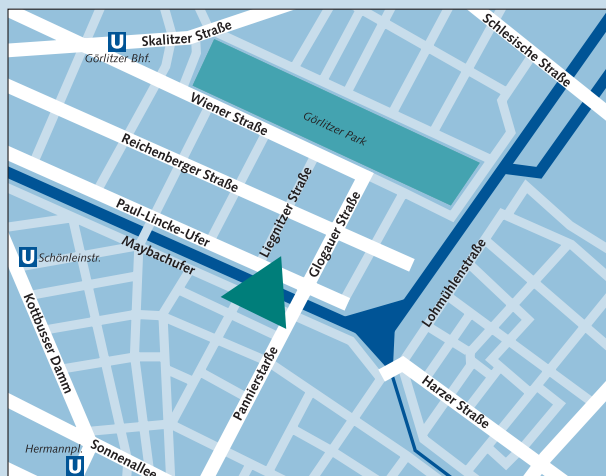 U
Skalitzer Straße
Görlitzer Bhf.
Schlesische Straße
Wiener Straße
Görlitzer Park
Reichenberger Straße
Liegnitzer Straße
Glogauer Straße
Paul-Lincke-Ufer
Maybachufer
U Schönleinstr.
Lohmühlenstraße
Kottbusser Damm
Pannierstarße
Harzer Straße
Hermannpl.
U
Sonnenallee